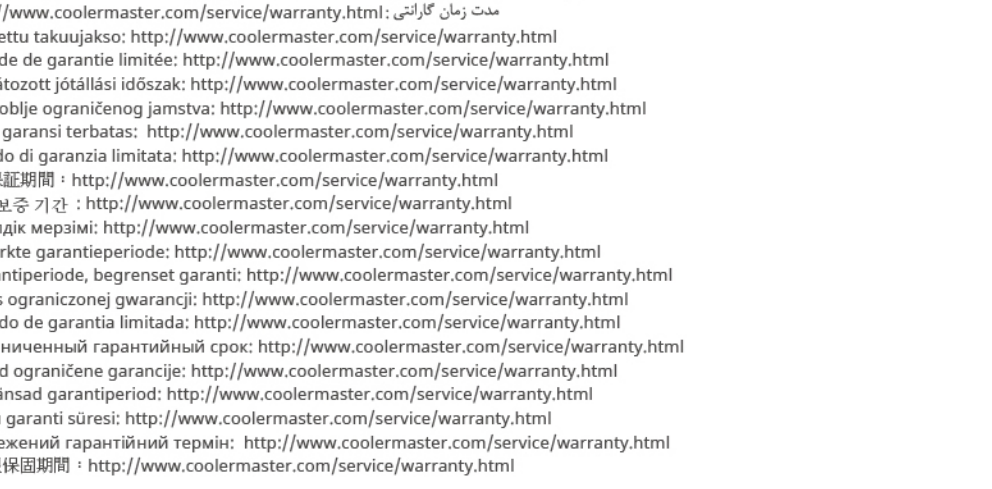 //www.coolermaster.com/service/warranty.html: مدت زمان گارانتی
ettu takuujakso: http://www.coolermaster.com/service/warranty.html
de de garantie limitée: http://www.coolermaster.com/service/warranty.html
átozott jótállási időszak: http://www.coolermaster.com/service/warranty.html
oblje ograničenog jamstva: http://www.coolermaster.com/service/warranty.html
garansi terbatas: http://www.coolermaster.com/service/warranty.html
do di garanzia limitata: http://www.coolermaster.com/service/warranty.html
証期間：http://www.coolermaster.com/service/warranty.html
보증 기간 : http://www.coolermaster.com/service/warranty.html
дік мерзімі: http://www.coolermaster.com/service/warranty.html
rkte garantieperiode: http://www.coolermaster.com/service/warranty.html
ntiperiode, begrenset garanti: http://www.coolermaster.com/service/warranty.html
s ograniczonej gwarancji: http://www.coolermaster.com/service/warranty.html
do de garantia limitada: http://www.coolermaster.com/service/warranty.html
ниченный гарантийный срок: http://www.coolermaster.com/service/warranty.html
d ograničene garancije: http://www.coolermaster.com/service/warranty.html
änsad garantiperiod: http://www.coolermaster.com/service/warranty.html
garanti süresi: http://www.coolermaster.com/service/warranty.html
ежений гарантійний термін: http://www.coolermaster.com/service/warranty.html
保固期間：http://www.coolermaster.com/service/warranty.html